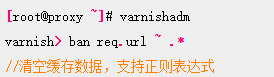 [root@proxy ~]# varnishadm
varnish> ban req.url ~ .*
//清空缓存数据，支持正则表达式